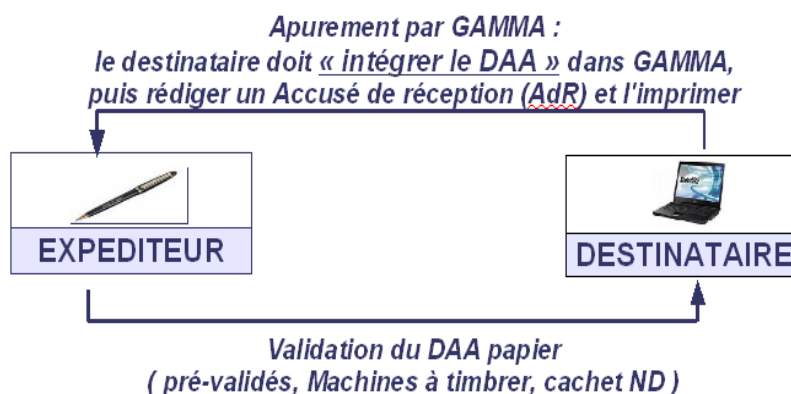 Apurement par GAMMA :
le destinataire doit « intégrer le DAA » dans GAMMA,
puis rédiger un Accusé de réception (AdR) et l'imprimer
EXPEDITEUR
DESTINATAIRE
Validation du DAA papier
( pré-validés, Machines à timbrer, cachet ND )